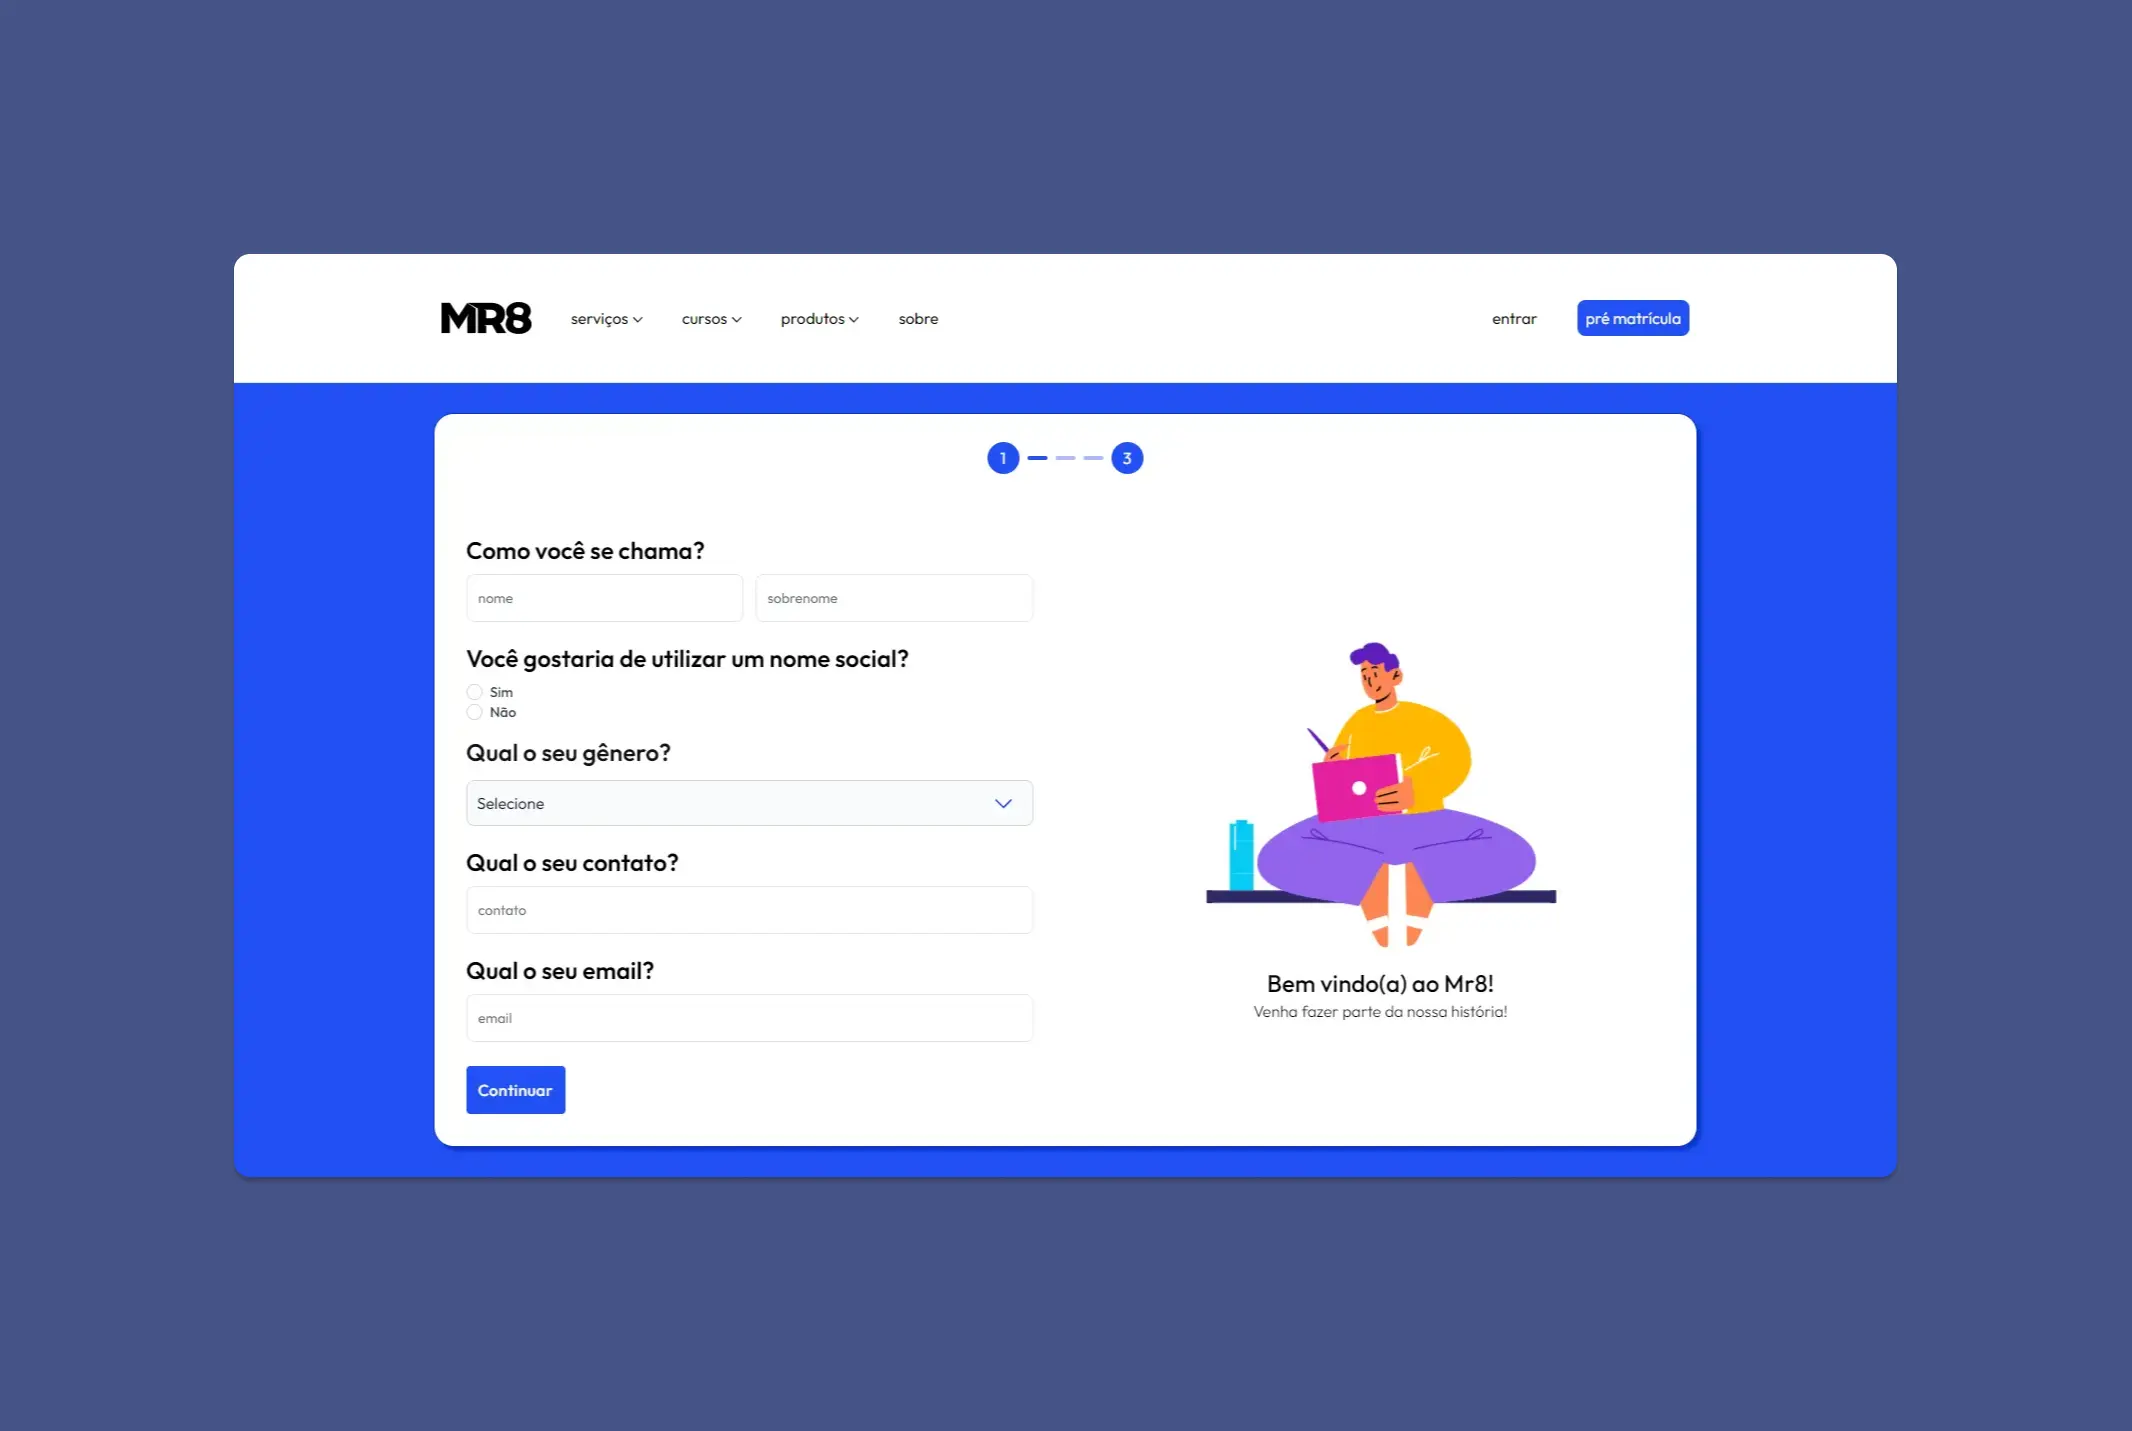 MR8
serviços
cursos
produtos
sobre
entrar
pré matrícula
1
3
Como você se chama?
nome
sobrenome
Você gostaria de utilizar um nome social?
Sim
Não
Qual o seu gênero?
Selecione
Qual o seu contato?
contato
Qual o seu email?
email
Continuar
Bem vindo(a) ao Mr8!
Venha fazer parte da nossa história!